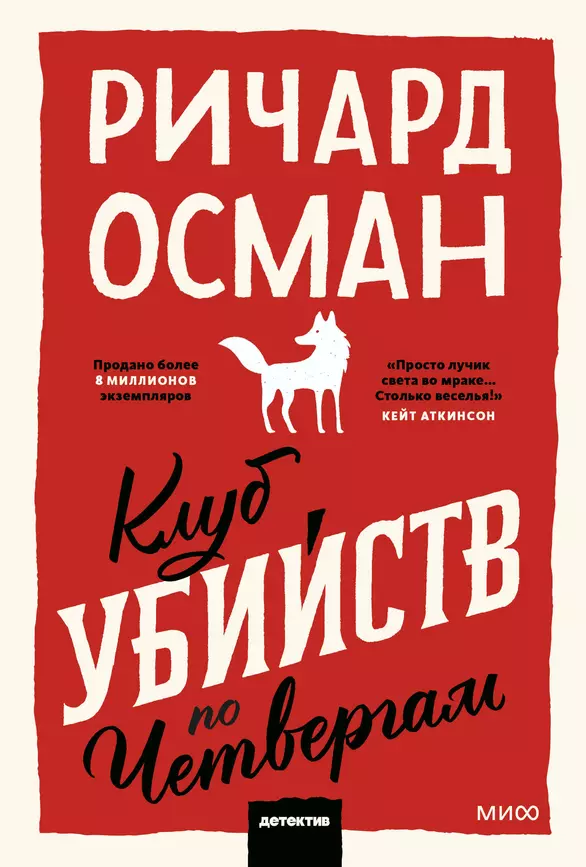 РИЧАРД
ОСМАН
Продано более
8 МИЛЛИОНОВ
экземпляров
«Просто лучик
света во мраке...
Столько веселья!»
КЕЙТ АТКИНСОН
Клуб
УБИЙСТВ
по
Четвергам
детектив
МИФ